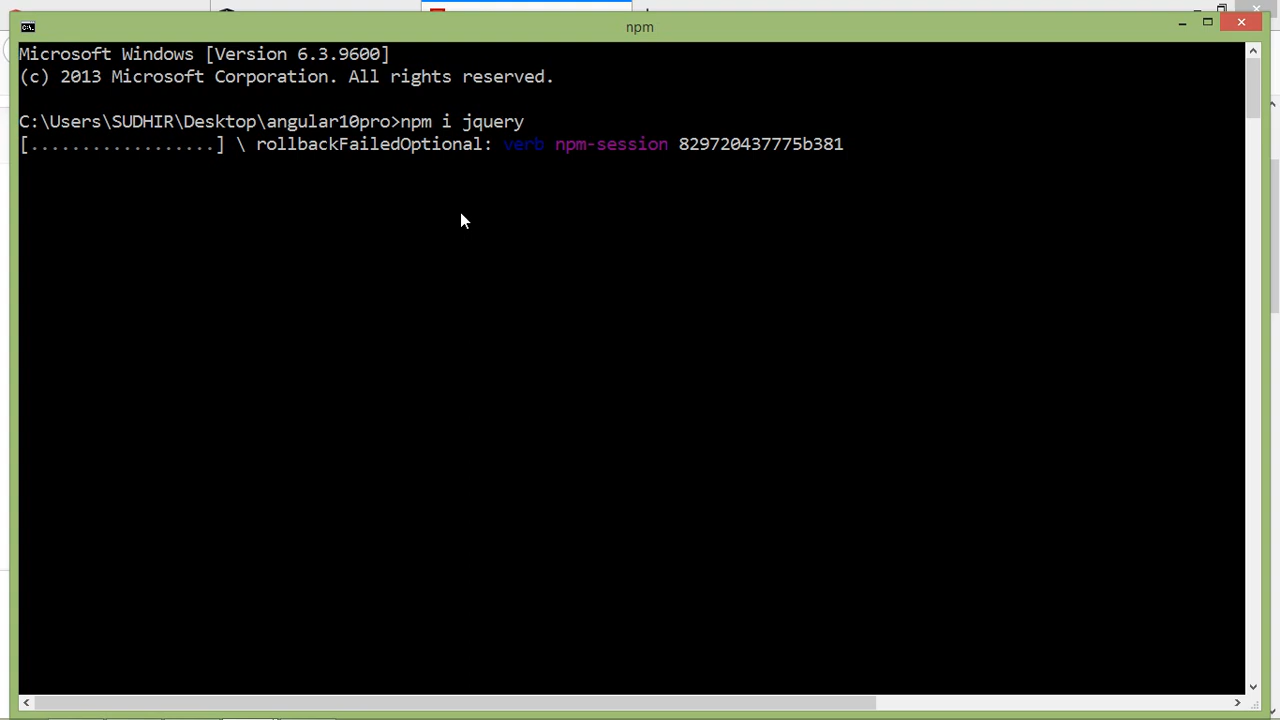 npm
Microsoft Windows [Version 6.3.9600]
(c) 2013 Microsoft Corporation. All rights reserved.
C:\Users\SUDHIR\Desktop\angular10pro>npm i jquery
[..................] \ rollbackFailedOptional: verb npm-session 829720437775b381